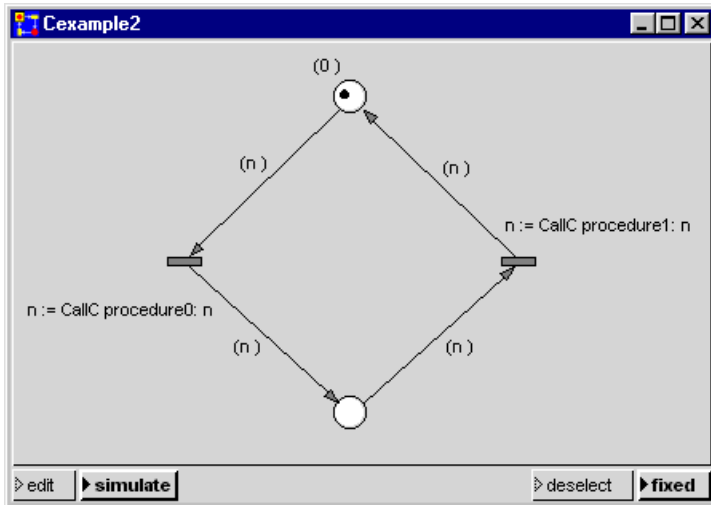 Cexample2
(0 )
(n )
(n )
n := CallC procedure1: n
n := CallC procedure0: n
(n )
(n )
edit
simulate
deselect
fixed